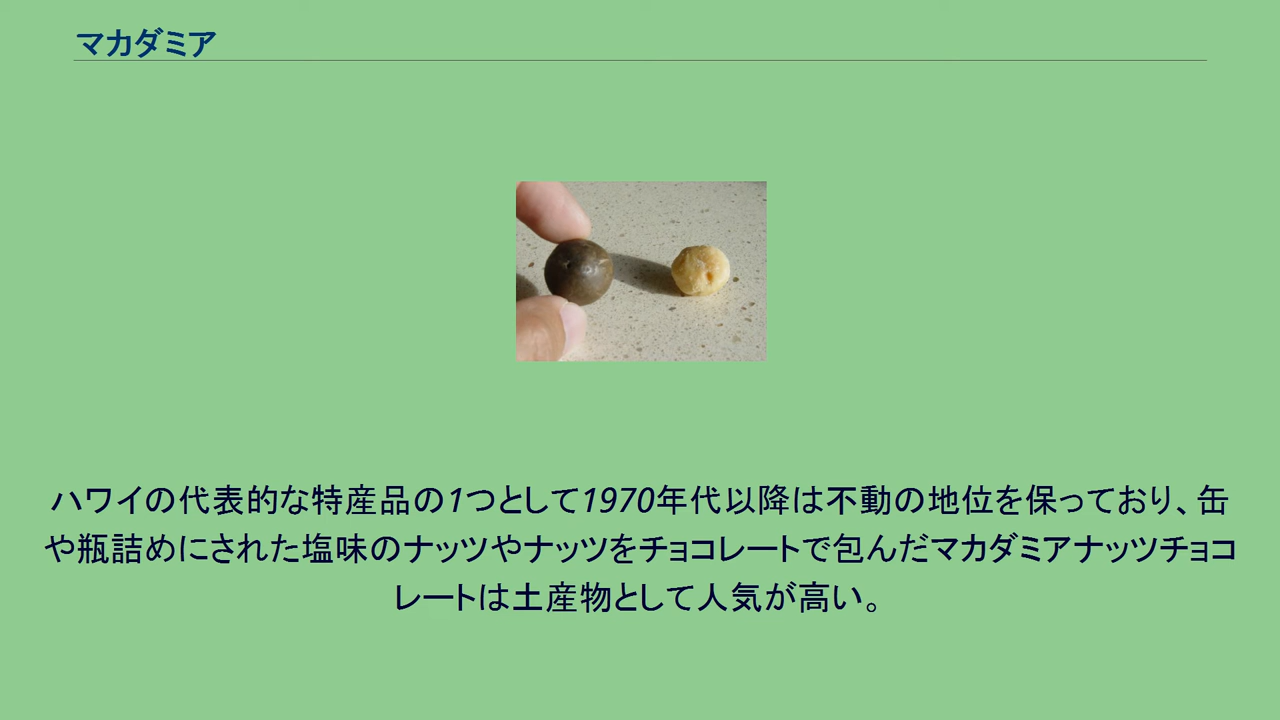 マカダミア
ハワイの代表的な特産品の1つとして1970年代以降は不動の地位を保っており、缶
や瓶詰めにされた塩味のナッツやナッツをチョコレートで包んだマカダミアナッツチョコ
レートは土産物として人気が高い。